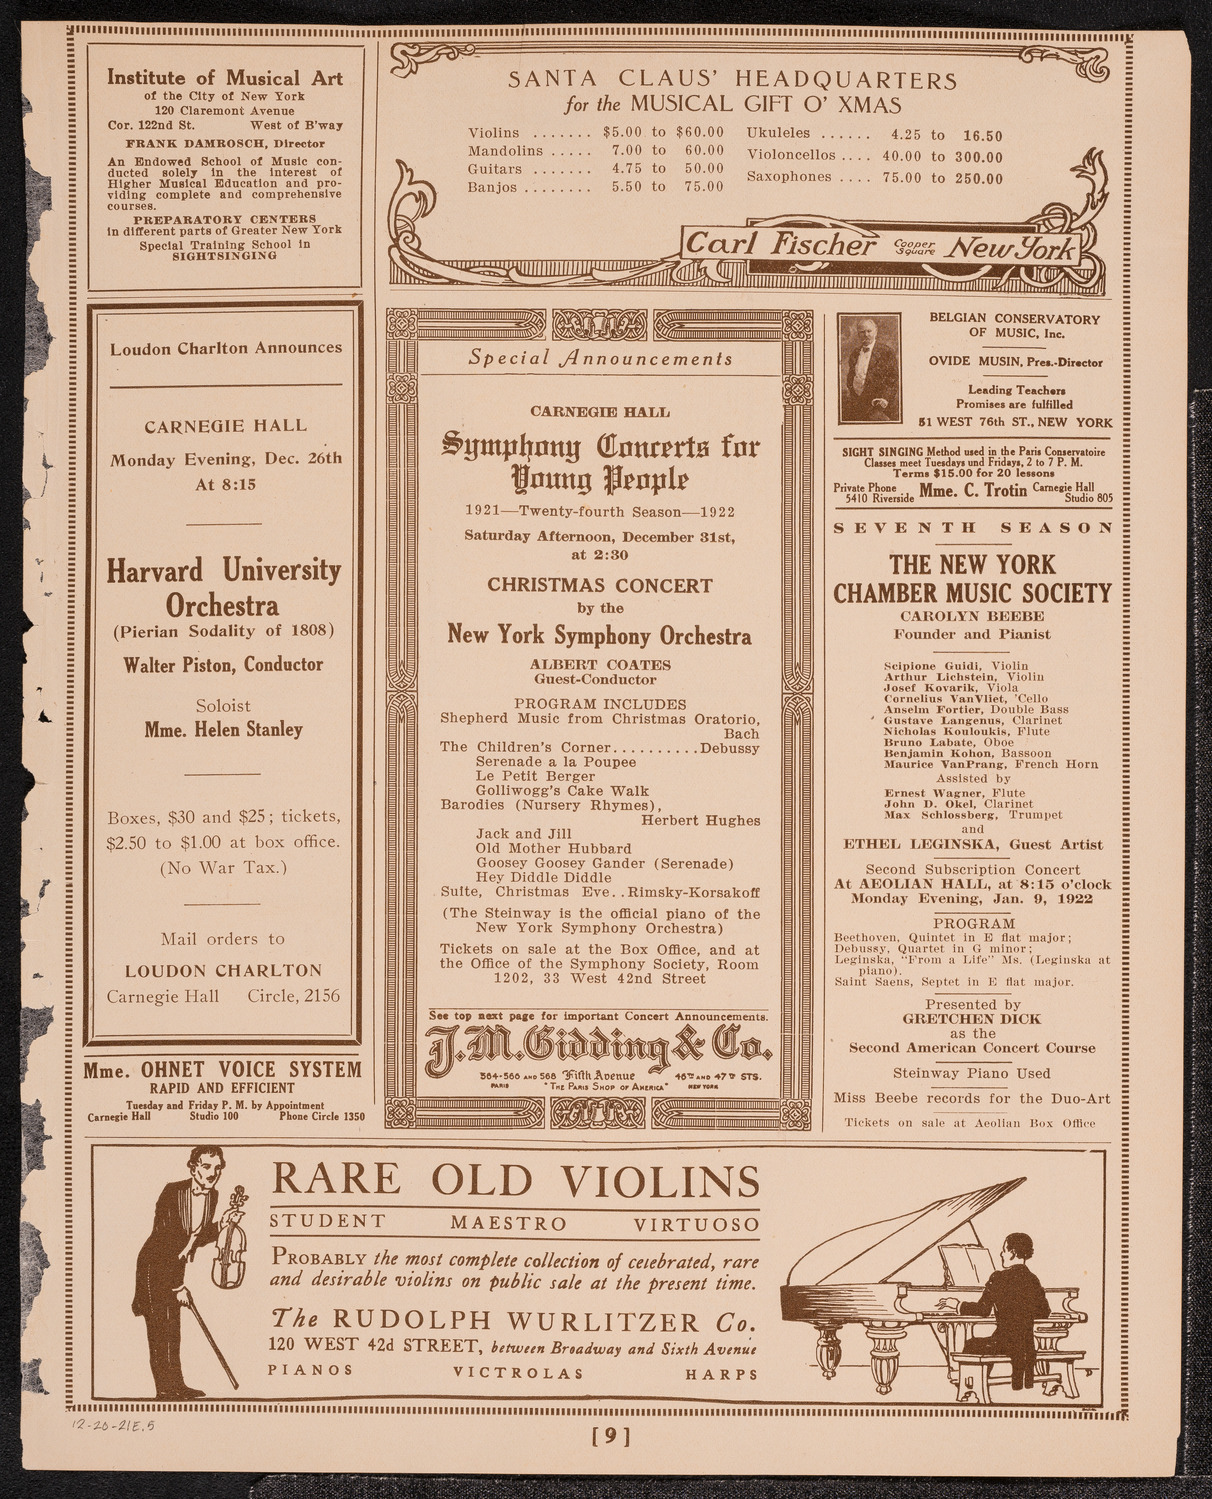 Institute of Musical Art
of the City of New York
120 Claremont Avenue
Cor. 122nd St. West of B'way
FRANK DAMROSCH, Director
An Endowed School of Music con-
ducted solely in the interest of
Higher Musical Education and pro-
viding complete and comprehensive
courses.
PREPARATORY CENTERS
in different parts of Greater New York
Special Training School in
SIGHTSINGING
SANTA CLAUS' HEADQUARTERS
for the MUSICAL GIFT O' XMAS
Violins ....... $5.00 to $60.00
Mandolins ..... 7.00 to 60.00
Guitars ....... 4.75 to 50.00
Banjos ........ 5.50 to 75.00
Ukuleles ...... 4.25 to 16.50
Violoncellos .... 40.00 to 300.00
Saxophones .... 75.00 to 250.00
Carl Fischer Cooper Square New York
Loudon Charlton Announces
CARNEGIE HALL
Monday Evening, Dec. 26th
At 8:15
Harvard University
Orchestra
(Pierian Sodality of 1808)
Walter Piston, Conductor
Soloist
Mme. Helen Stanley
Boxes, $30 and $25; tickets,
$2.50 to $1.00 at box office.
(No War Tax.)
Mail orders to
LOUDON CHARLTON
Carnegie Hall Circle, 2156
Mme. OHNET VOICE SYSTEM
RAPID AND EFFICIENT
Tuesday and Friday P. M. by Appointment
Carnegie Hall Studio 100 Phone Circle 1350
Special Announcements
CARNEGIE HALL
Symphony Concerts for
Young People
1921—Twenty-fourth Season—1922
Saturday Afternoon, December 31st,
at 2:30
CHRISTMAS CONCERT
by the
New York Symphony Orchestra
ALBERT COATES
Guest-Conductor
PROGRAM INCLUDES
Shepherd Music from Christmas Oratorio,
Bach
The Children's Corner..........Debussy
Serenade a la Poupee
Le Petit Berger
Golliwogg's Cake Walk
Barodies (Nursery Rhymes),
Herbert Hughes
Jack and Jill
Old Mother Hubbard
Goosey Goosey Gander (Serenade)
Hey Diddle Diddle
Suite, Christmas Eve..Rimsky-Korsakoff
(The Steinway is the official piano of the
New York Symphony Orchestra)
Tickets on sale at the Box Office, and at
the Office of the Symphony Society, Room
1202, 33 West 42nd Street
See top next page for important Concert Announcements.
J.M. Gidding & Co.
564-566 AND 568 Fifth Avenue 46TH AND 47TH STS.
PARIS "THE PARIS SHOP OF AMERICA" NEW YORK
BELGIAN CONSERVATORY
OF MUSIC, Inc.
OVIDE MUSIN, Pres.-Director
Leading Teachers
Promises are fulfilled
51 WEST 76th ST., NEW YORK
SIGHT SINGING Method used in the Paris Conservatoire
Classes meet Tuesdays und Fridays, 2 to 7 P. M.
Terms $15.00 for 20 lessons
Private Phone
5410 Riverside Mme. C. Trotin Carnegie Hall
Studio 805
SEVENTH SEASON
THE NEW YORK
CHAMBER MUSIC SOCIETY
CAROLYN BEEBE
Founder and Pianist
Scipione Guidi, Violin
Arthur Lichstein, Violin
Josef Kovarik, Viola
Cornelius VanVliet, 'Cello
Anselm Fortier, Double Bass
Gustave Langenus, Clarinet
Nicholas Kouloukis, Flute
Bruno Labate, Oboe
Benjamin Kohon, Bassoon
Maurice VanPrang, French Horn
Assisted by
Ernest Wagner, Flute
John D. Okel, Clarinet
Max Schlossberg, Trumpet
and
ETHEL LEGINSKA, Guest Artist
Second Subscription Concert
At AEOLIAN HALL, at 8:15 o'clock
Monday Evening, Jan. 9, 1922
PROGRAM
Beethoven, Quintet in E flat major;
Debussy, Quartet in G minor;
Leginska, "From a Life" Ms. (Leginska at
piano).
Saint Saens, Septet in E flat major.
Presented by
GRETCHEN DICK
as the
Second American Concert Course
Steinway Piano Used
Miss Beebe records for the Duo-Art
Tickets on sale at Aeolian Box Office
RARE OLD VIOLINS
STUDENT MAESTRO VIRTUOSO
PROBABLY the most complete collection of celebrated, rare
and desirable violins on public sale at the present time.
The RUDOLPH WURLITZER Co.
120 WEST 42d STREET, between Broadway and Sixth Avenue
PIANOS VICTROLAS HARPS
12-20-21E.5
[9]